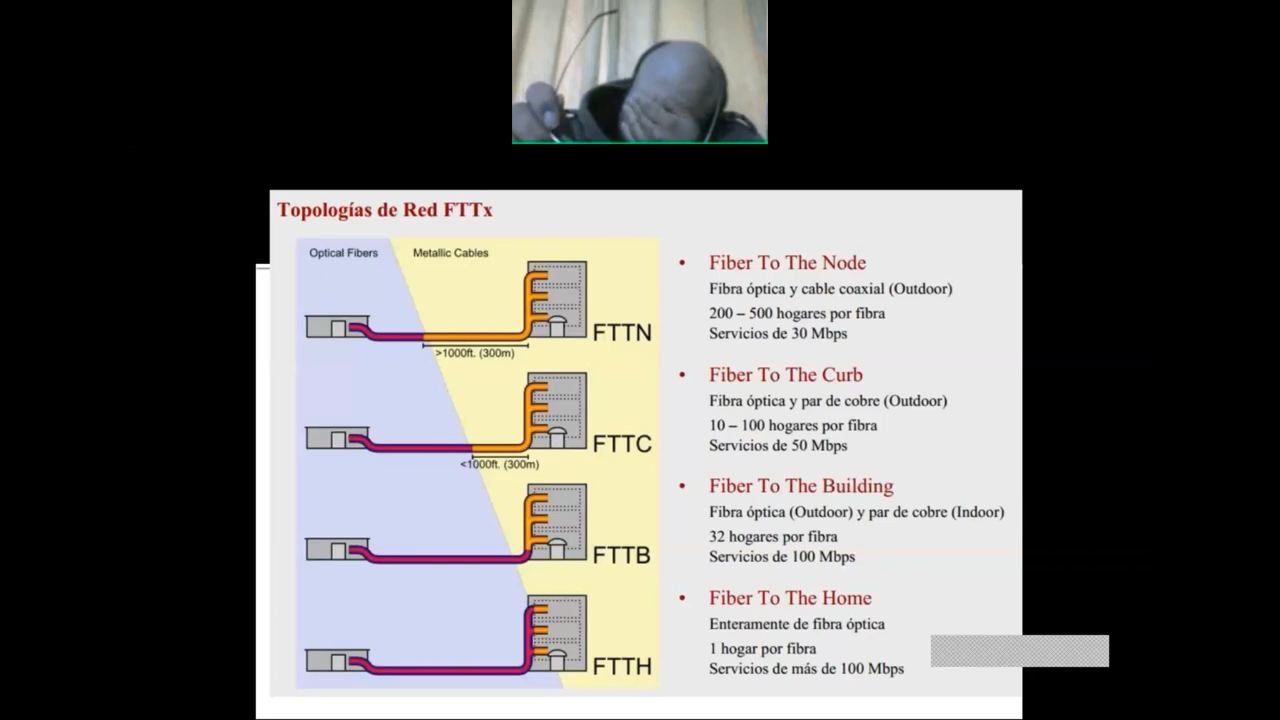 Topologías de Red FTTx
Optical Fibers
Metallic Cables
FTTN
>1000ft. (300m)
FTTC
<1000ft. (300m)
FTTB
FTTH
• Fiber To The Node
Fibra óptica y cable coaxial (Outdoor)
200 – 500 hogares por fibra
Servicios de 30 Mbps
• Fiber To The Curb
Fibra óptica y par de cobre (Outdoor)
10 – 100 hogares por fibra
Servicios de 50 Mbps
• Fiber To The Building
Fibra óptica (Outdoor) y par de cobre (Indoor)
32 hogares por fibra
Servicios de 100 Mbps
• Fiber To The Home
Enteramente de fibra óptica
1 hogar por fibra
Servicios de más de 100 Mbps